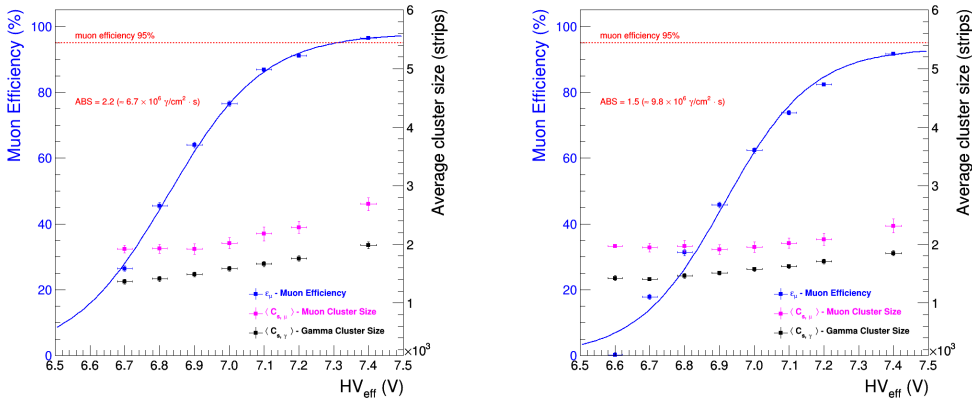 Muon Efficiency (%)
100
80
60
40
20
0
muon efficiency 95%
ABS = 2.2 (≈ 6.7 × 10⁶ γ/cm² · s)
ε_μ - Muon Efficiency
⟨C_s, μ⟩ - Muon Cluster Size
⟨C_s, γ⟩ - Gamma Cluster Size
6.5 6.6 6.7 6.8 6.9 7.0 7.1 7.2 7.3 7.4 7.5
×10³
HV_eff (V)
6
5
4
3
2
1
0
Average cluster size (strips)
Muon Efficiency (%)
100
80
60
40
20
0
muon efficiency 95%
ABS = 1.5 (≈ 9.8 × 10⁶ γ/cm² · s)
ε_μ - Muon Efficiency
⟨C_s, μ⟩ - Muon Cluster Size
⟨C_s, γ⟩ - Gamma Cluster Size
6.5 6.6 6.7 6.8 6.9 7.0 7.1 7.2 7.3 7.4 7.5
×10³
HV_eff (V)
6
5
4
3
2
1
0
Average cluster size (strips)